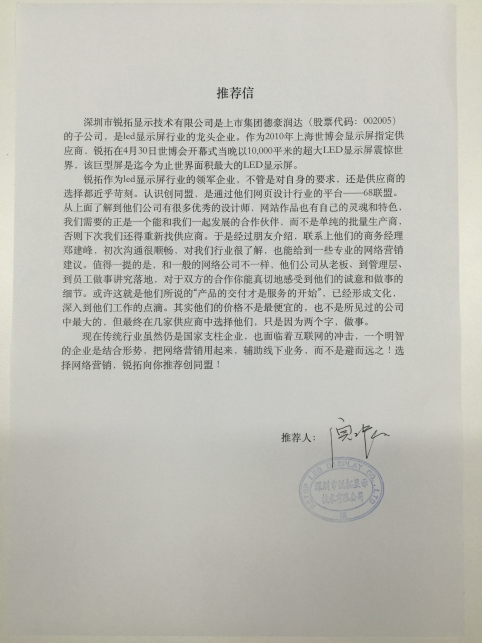 推荐信
深圳市锐拓显示技术有限公司是上市集团德豪润达（股票代码：002005）
的子公司，是led显示屏行业的龙头企业。作为2010年上海世博会显示屏指定供
应商，锐拓在4月30日世博会开幕式当晚以10,000平米的超大LED显示屏震惊世
界，该巨型屏是迄今为止世界面积最大的LED显示屏。
锐拓作为led显示屏行业的领军企业，不管是对自身的要求，还是供应商的
选择都近乎苛刻。认识创同盟，是通过他们网页设计行业的平台——68联盟。
从上面了解到他们公司有很多优秀的设计师，网站作品也有自己的灵魂和特色，
我们需要的正是一个能和我们一起发展的合作伙伴，而不是单纯的批量生产商，
否则下次我们还得重新找供应商。于是经过朋友介绍，联系上他们的商务经理
郑建峰，初次沟通很顺畅，对我们行业很了解，也能给到一些专业的网络营销
建议。值得一提的是，和一般的网络公司不一样，他们公司从老板、到管理层、
到员工做事讲究落地，对于双方的合作你能真切地感受到他们的诚意和做事的
细节。或许这就是他们所说的“产品的交付才是服务的开始”，已经形成文化，
深入到他们工作的点滴。其实他们的价格不是最便宜的，也不是所见过的公司
中最大的，但最终在几家供应商中选择他们，只是因为两个字，做事。
现在传统行业虽然仍是国家支柱企业，也面临着互联网的冲击，一个明智
的企业是结合形势，把网络营销用起来，辅助线下业务，而不是避而远之！选
择网络营销，锐拓向你推荐创同盟！
推荐人：
深圳市锐拓显示
技术有限公司